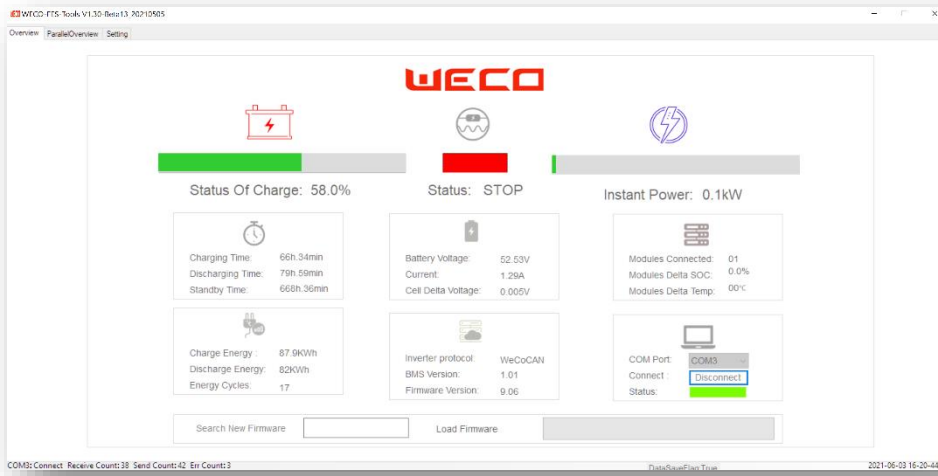 WECO-EES-Tools V1.30-Beta13_20210505
Overview ParallelOverview Setting
WECO
Status Of Charge: 58.0%
Status: STOP
Instant Power: 0.1kW
Charging Time: 66h.34min
Discharging Time: 79h.59min
Standby Time: 668h.36min
Battery Voltage: 52.53V
Current: 1.29A
Cell Delta Voltage: 0.005V
Modules Connected: 01
Modules Delta SOC: 0.0%
Modules Delta Temp: 00°C
Charge Energy : 87.9KWh
Discharge Energy: 82KWh
Energy Cycles: 17
Inverter protocol: WeCoCAN
BMS Version: 1.01
Firmware Version: 9.06
COM Port: COM3
Connect : Disconnect
Status:
Search New Firmware
Load Firmware
COM3: Connect Receive Count: 38 Send Count: 42 Err Count: 3
DataSaveFlag:True
2021-06-03 16-20-44